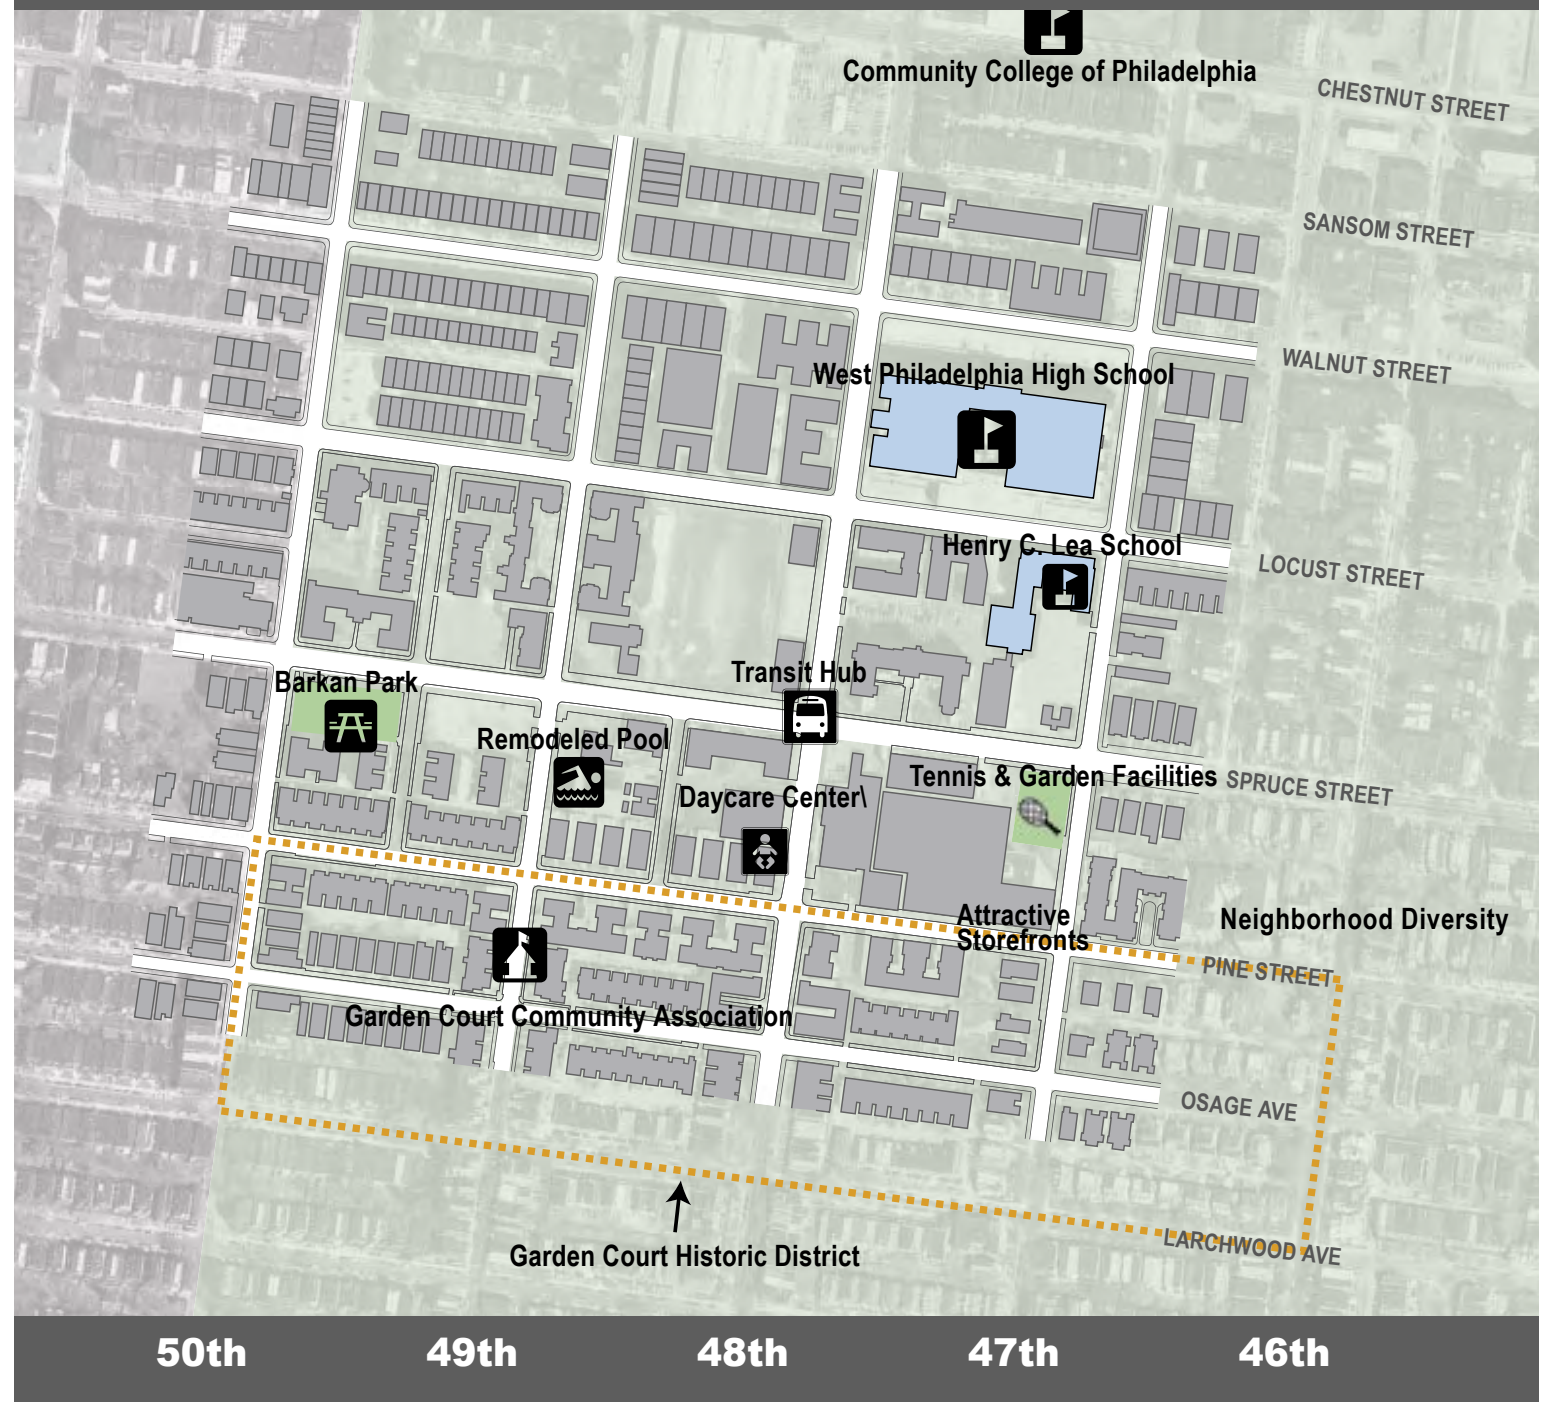 Community College of Philadelphia
CHESTNUT STREET
SANSOM STREET
WALNUT STREET
West Philadelphia High School
Henry C. Lea School
LOCUST STREET
Transit Hub
Barkan Park
Remodeled Pool
Tennis & Garden Facilities
SPRUCE STREET
Daycare Center\
Attractive
Storefronts
Neighborhood Diversity
PINE STREET
Garden Court Community Association
OSAGE AVE
LARCHWOOD AVE
Garden Court Historic District
50th
49th
48th
47th
46th